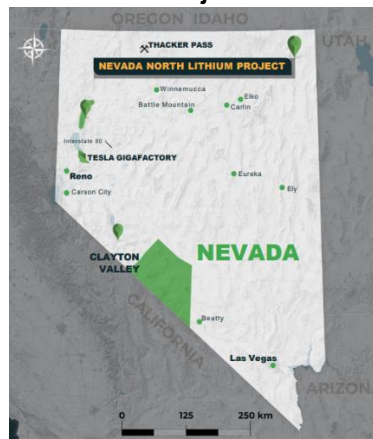 OREGON IDAHO
THACKER PASS
UTAH
NEVADA NORTH LITHIUM PROJECT
Winnemucca
Elko
Battle Mountain
Carlin
Interstate 80
TESLA GIGAFACTORY
Reno
Eureka
Carson City
Ely
CLAYTON
VALLEY
NEVADA
CALIFORNIA
Beatty
Las Vegas
ARIZON
0 125 250 km